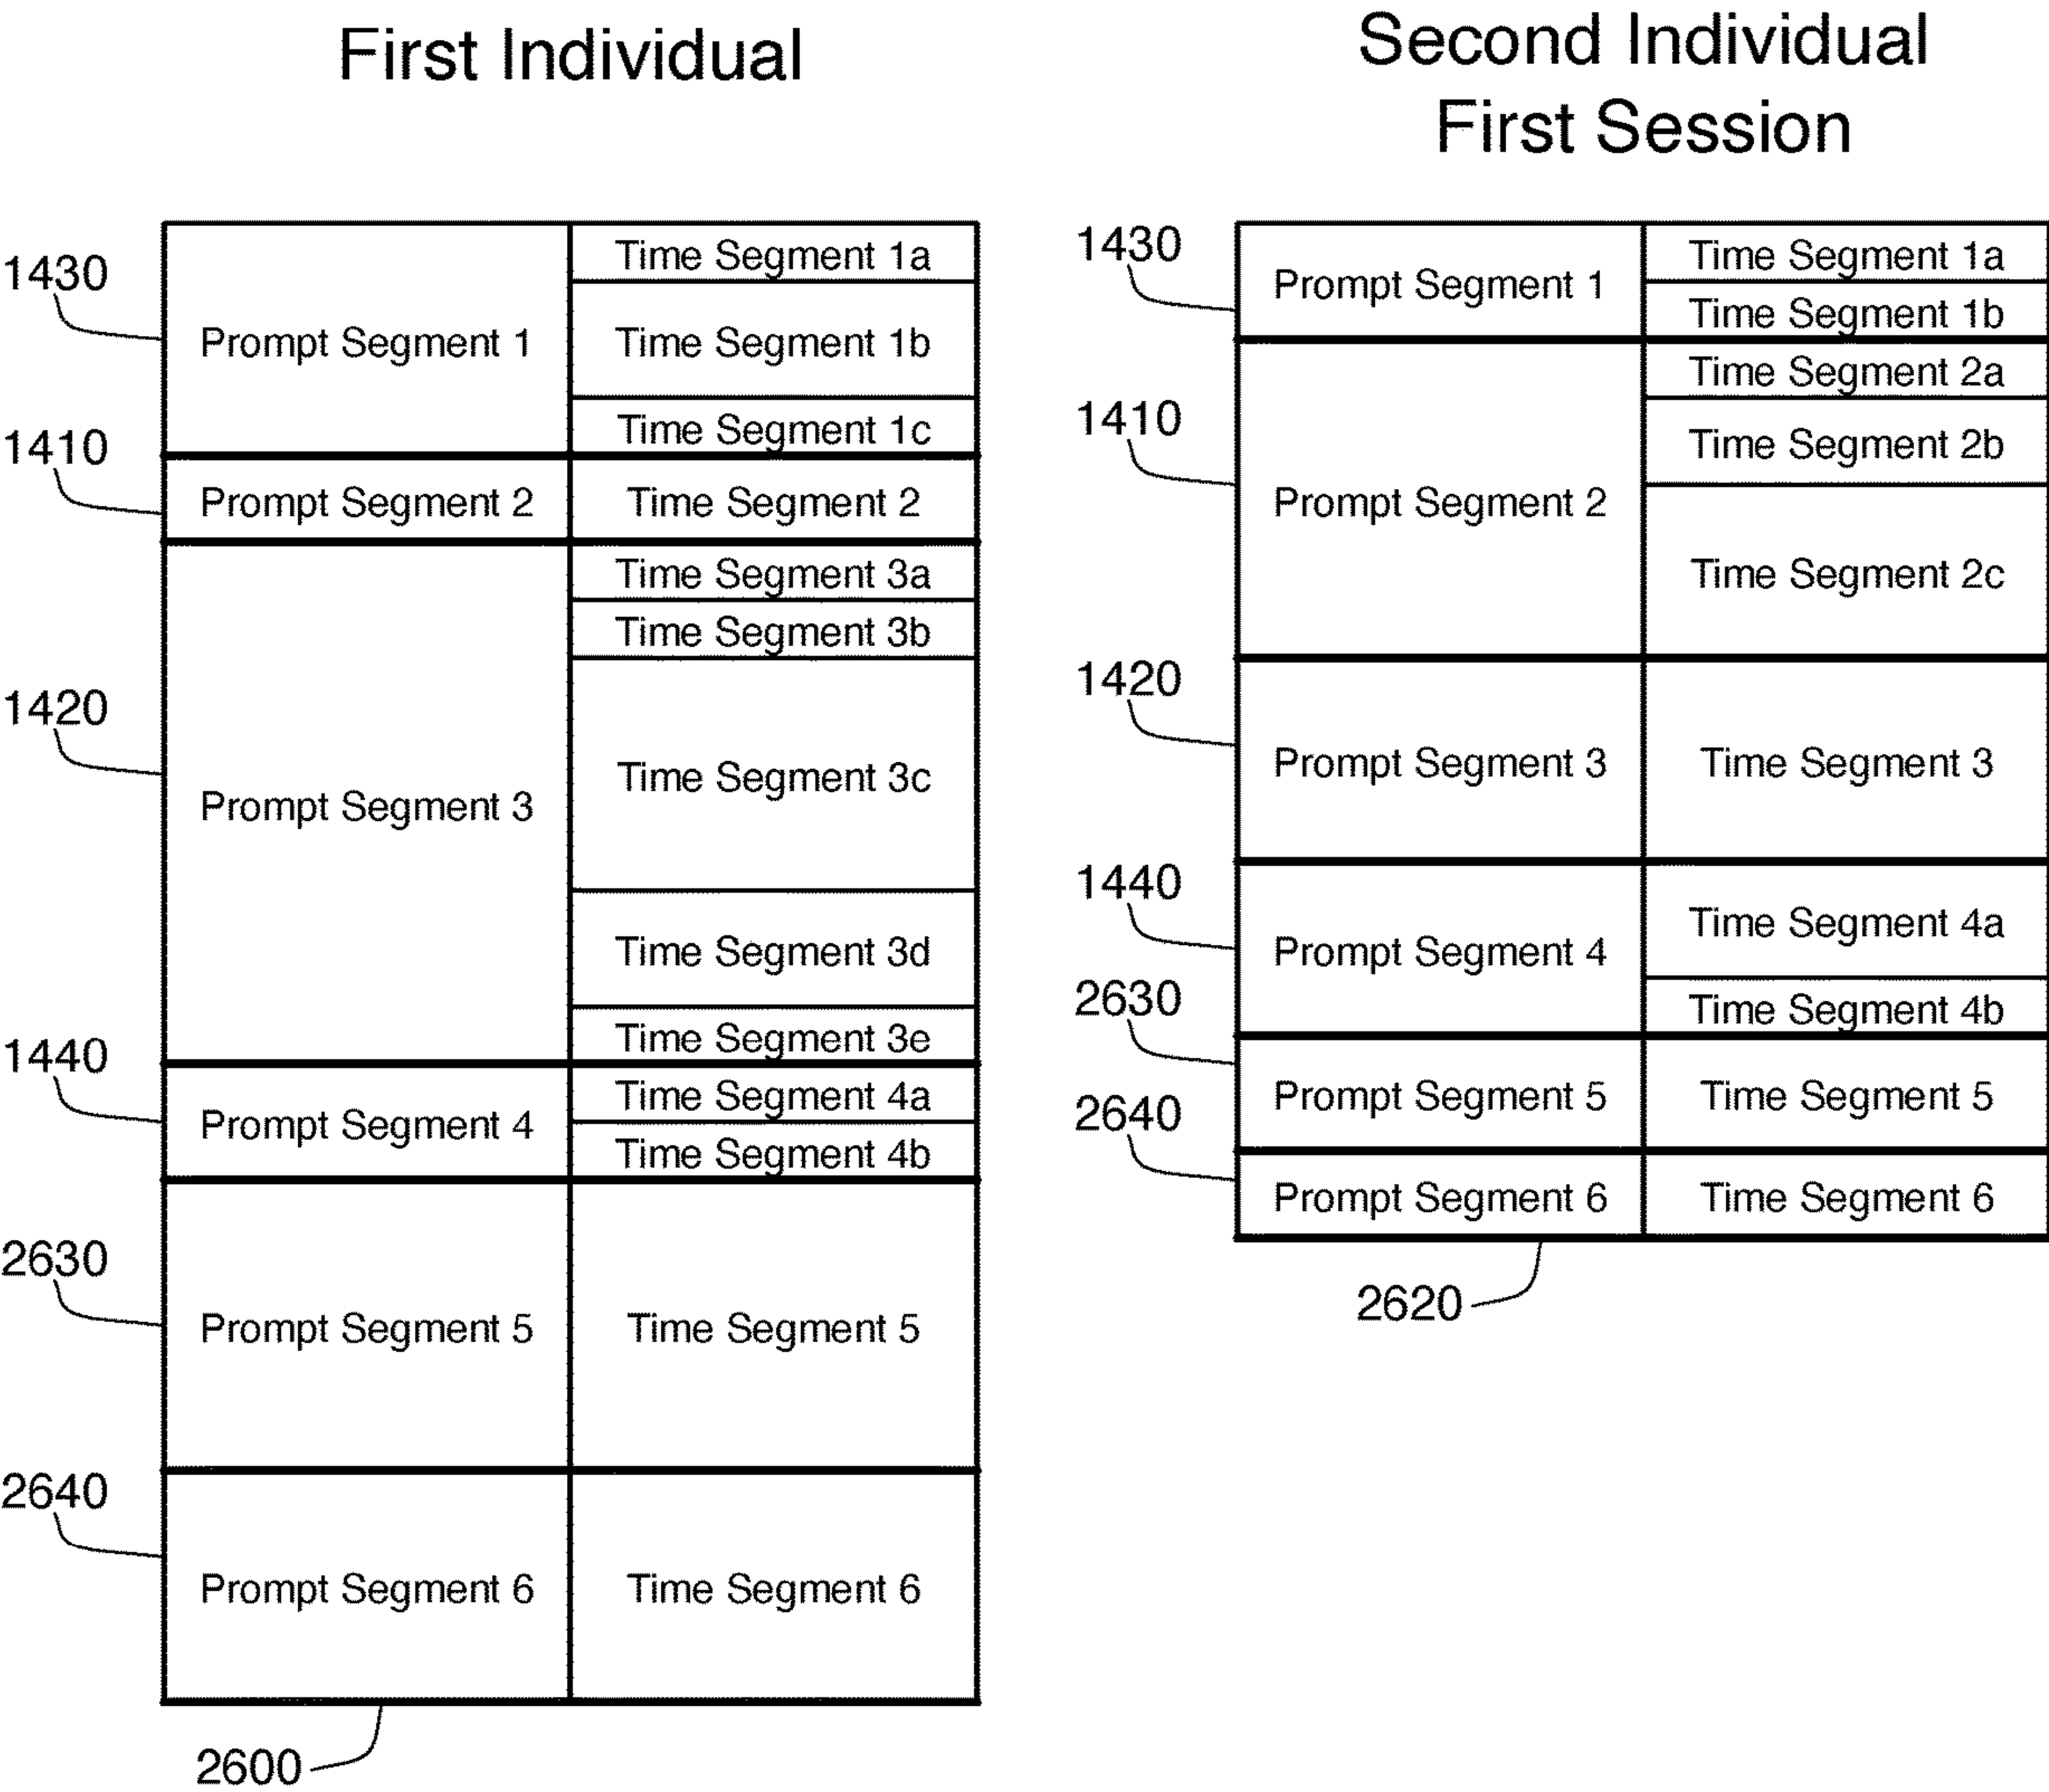 First Individual
1430
Prompt Segment 1
Time Segment 1a
Time Segment 1b
Time Segment 1c
1410
Prompt Segment 2
Time Segment 2
1420
Prompt Segment 3
Time Segment 3a
Time Segment 3b
Time Segment 3c
Time Segment 3d
Time Segment 3e
1440
Prompt Segment 4
Time Segment 4a
Time Segment 4b
2630
Prompt Segment 5
Time Segment 5
2640
Prompt Segment 6
Time Segment 6
2600
Second Individual
First Session
1430
Prompt Segment 1
Time Segment 1a
Time Segment 1b
1410
Prompt Segment 2
Time Segment 2a
Time Segment 2b
Time Segment 2c
1420
Prompt Segment 3
Time Segment 3
1440
Prompt Segment 4
Time Segment 4a
Time Segment 4b
2630
Prompt Segment 5
Time Segment 5
2640
Prompt Segment 6
Time Segment 6
2620